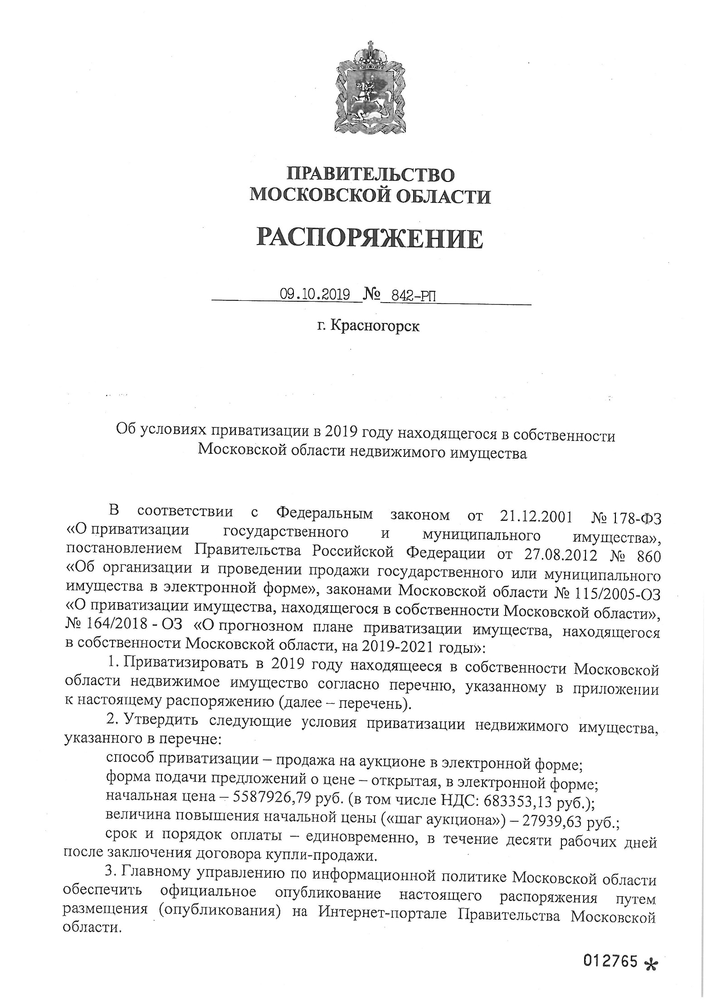 ПРАВИТЕЛЬСТВО
МОСКОВСКОЙ ОБЛАСТИ
РАСПОРЯЖЕНИЕ
09.10.2019 № 842-РП
г. Красногорск
Об условиях приватизации в 2019 году находящегося в собственности
Московской области недвижимого имущества
В соответствии с Федеральным законом от 21.12.2001 № 178-ФЗ
«О приватизации государственного и муниципального имущества»,
постановлением Правительства Российской Федерации от 27.08.2012 № 860
«Об организации и проведении продажи государственного или муниципального
имущества в электронной форме», законами Московской области № 115/2005-ОЗ
«О приватизации имущества, находящегося в собственности Московской области»,
№ 164/2018 - ОЗ «О прогнозном плане приватизации имущества, находящегося
в собственности Московской области, на 2019-2021 годы»:
1. Приватизировать в 2019 году находящееся в собственности Московской
области недвижимое имущество согласно перечню, указанному в приложении
к настоящему распоряжению (далее – перечень).
2. Утвердить следующие условия приватизации недвижимого имущества,
указанного в перечне:
способ приватизации – продажа на аукционе в электронной форме;
форма подачи предложений о цене – открытая, в электронной форме;
начальная цена – 5587926,79 руб. (в том числе НДС: 683353,13 руб.);
величина повышения начальной цены («шаг аукциона») – 27939,63 руб.;
срок и порядок оплаты – единовременно, в течение десяти рабочих дней
после заключения договора купли-продажи.
3. Главному управлению по информационной политике Московской области
обеспечить официальное опубликование настоящего распоряжения путем
размещения (опубликования) на Интернет-портале Правительства Московской
области.
012765 *